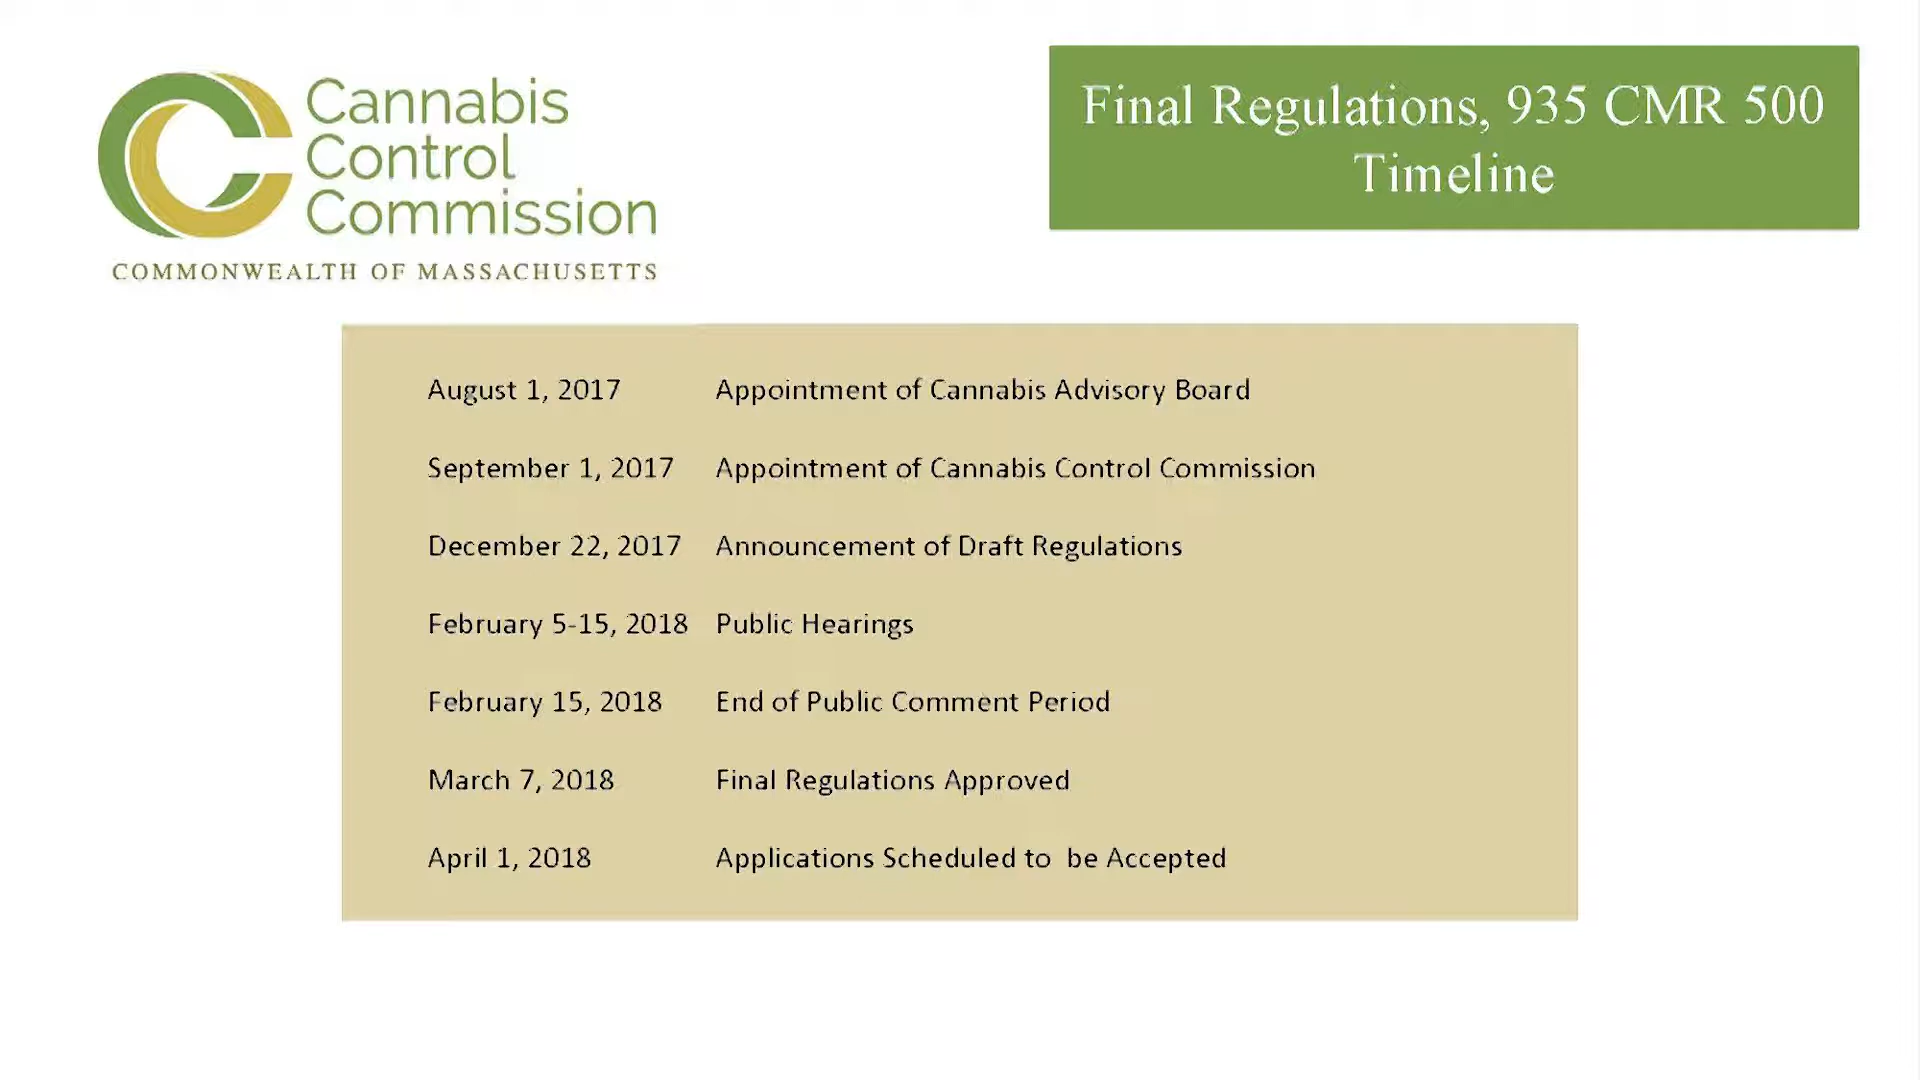 Cannabis
Control
Commission
COMMONWEALTH OF MASSACHUSETTS
Final Regulations, 935 CMR 500
Timeline
August 1, 2017 Appointment of Cannabis Advisory Board
September 1, 2017 Appointment of Cannabis Control Commission
December 22, 2017 Announcement of Draft Regulations
February 5-15, 2018 Public Hearings
February 15, 2018 End of Public Comment Period
March 7, 2018 Final Regulations Approved
April 1, 2018 Applications Scheduled to be Accepted